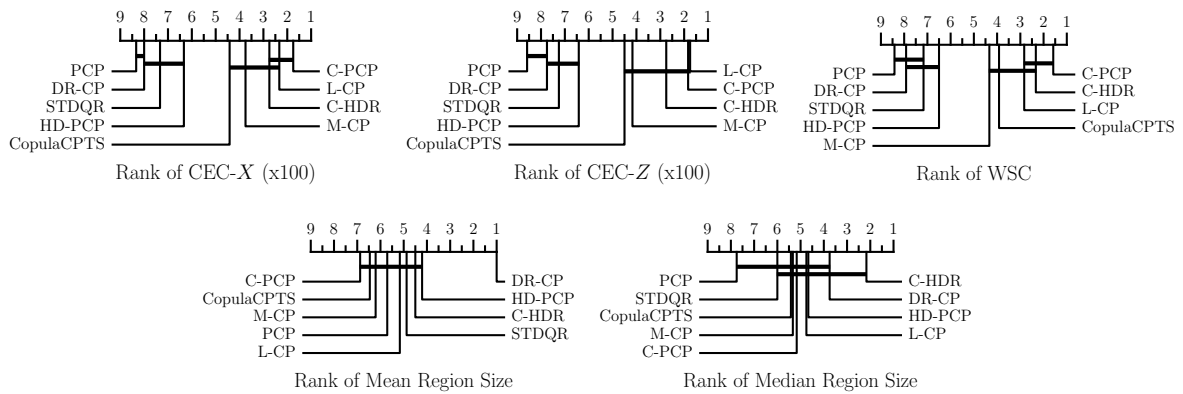 9 8 7 6 5 4 3 2 1
PCP
DR-CP
STDQR
HD-PCP
CopulaCPTS
C-PCP
L-CP
C-HDR
M-CP
Rank of CEC-X (x100)
9 8 7 6 5 4 3 2 1
PCP
DR-CP
STDQR
HD-PCP
CopulaCPTS
L-CP
C-PCP
C-HDR
M-CP
Rank of CEC-Z (x100)
9 8 7 6 5 4 3 2 1
PCP
DR-CP
STDQR
HD-PCP
M-CP
C-PCP
C-HDR
L-CP
CopulaCPTS
Rank of WSC
9 8 7 6 5 4 3 2 1
C-PCP
CopulaCPTS
M-CP
PCP
L-CP
DR-CP
HD-PCP
C-HDR
STDQR
Rank of Mean Region Size
9 8 7 6 5 4 3 2 1
PCP
STDQR
CopulaCPTS
M-CP
C-PCP
C-HDR
DR-CP
HD-PCP
L-CP
Rank of Median Region Size